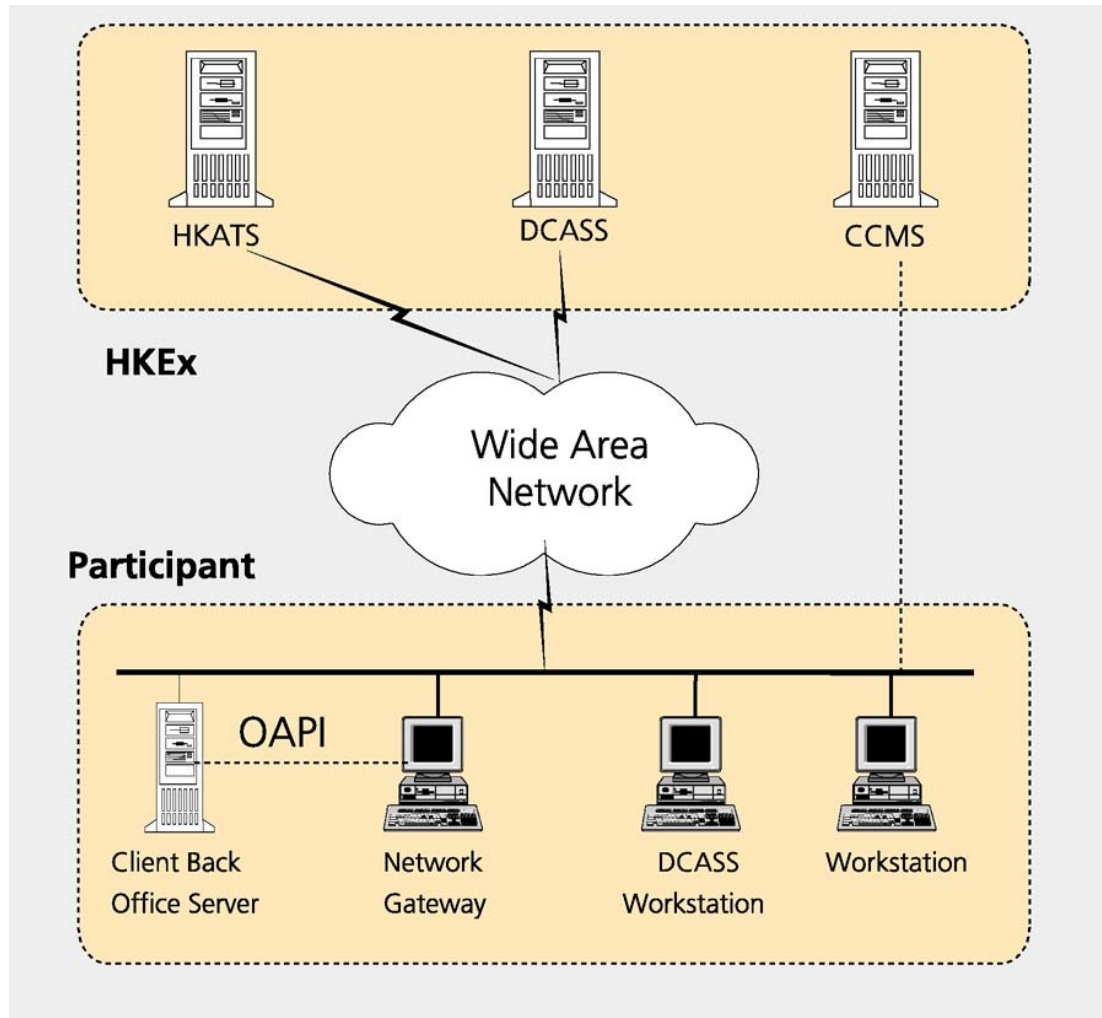 HKATS
DCASS
CCMS
HKEx
Wide Area
Network
Participant
OAPI
Client Back
Office Server
Network
Gateway
DCASS
Workstation
Workstation